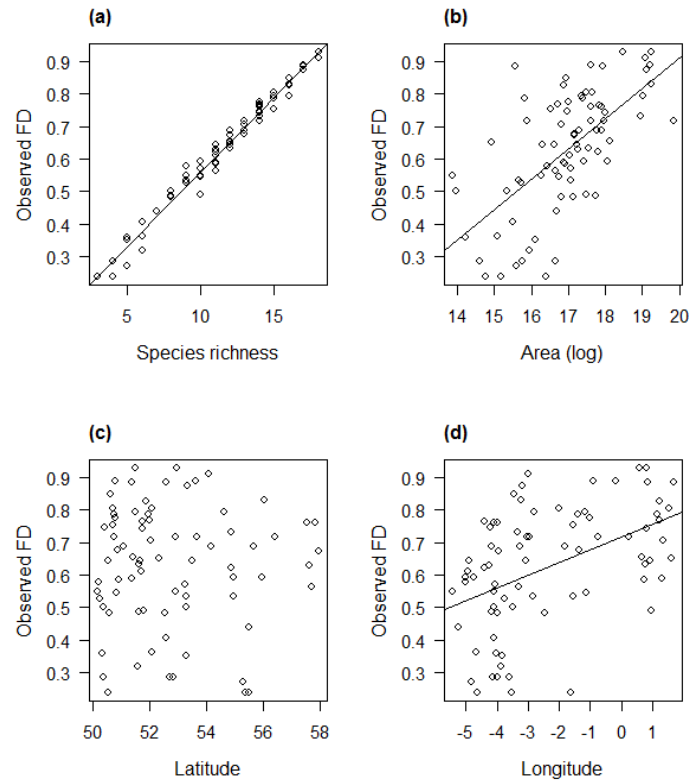 (a)
Observed FD
0.9
0.8
0.7
0.6
0.5
0.4
0.3
5 10 15
Species richness
(b)
Observed FD
0.9
0.8
0.7
0.6
0.5
0.4
0.3
14 15 16 17 18 19 20
Area (log)
(c)
Observed FD
0.9
0.8
0.7
0.6
0.5
0.4
0.3
50 52 54 56 58
Latitude
(d)
Observed FD
0.9
0.8
0.7
0.6
0.5
0.4
0.3
-5 -4 -3 -2 -1 0 1
Longitude